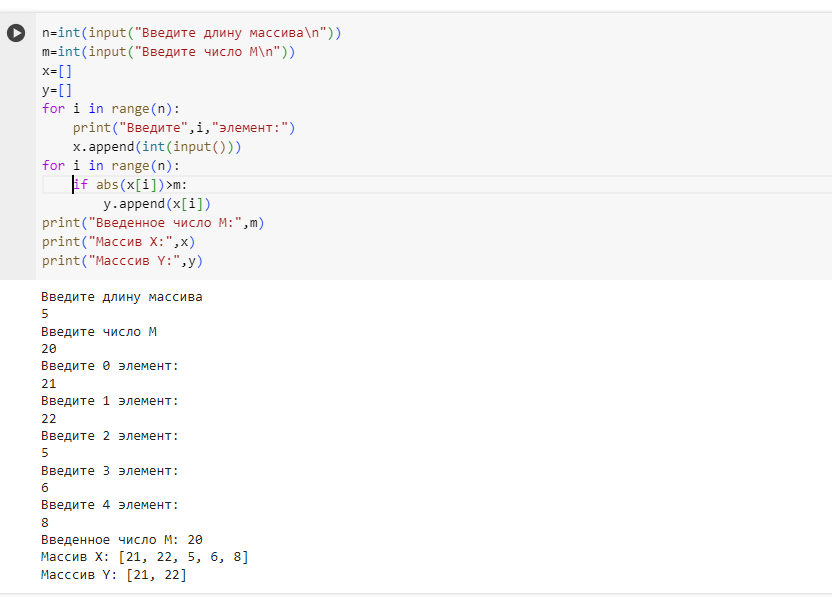 n=int(input("Введите длину массива\n"))
m=int(input("Введите число M\n"))
x=[]
y=[]
for i in range(n):
    print("Введите",i,"элемент:")
    x.append(int(input()))
for i in range(n):
    if abs(x[i])>m:
        y.append(x[i])
print("Введенное число M:",m)
print("Массив X:",x)
print("Масссив Y:",y)
Введите длину массива
5
Введите число M
20
Введите 0 элемент:
21
Введите 1 элемент:
22
Введите 2 элемент:
5
Введите 3 элемент:
6
Введите 4 элемент:
8
Введенное число M: 20
Массив X: [21, 22, 5, 6, 8]
Масссив Y: [21, 22]